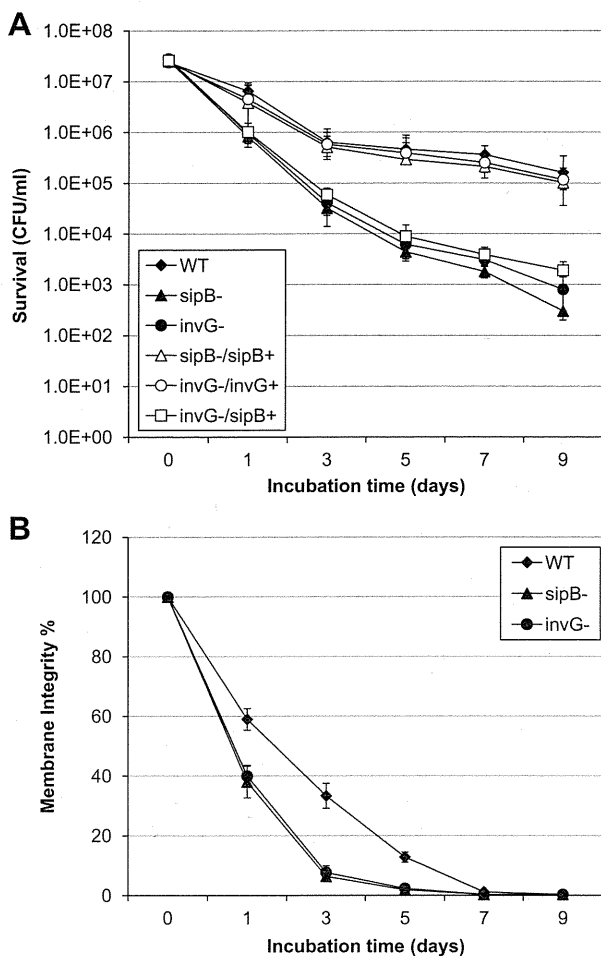 A
1.0E+08
1.0E+07
1.0E+06
1.0E+05
1.0E+04
1.0E+03
1.0E+02
1.0E+01
1.0E+00
Survival (CFU/ml)
WT
sipB-
invG-
sipB-/sipB+
invG-/invG+
invG-/sipB+
0 1 3 5 7 9
Incubation time (days)
B
120
100
80
60
40
20
0
Membrane Integrity %
WT
sipB-
invG-
0 1 3 5 7 9
Incubation time (days)